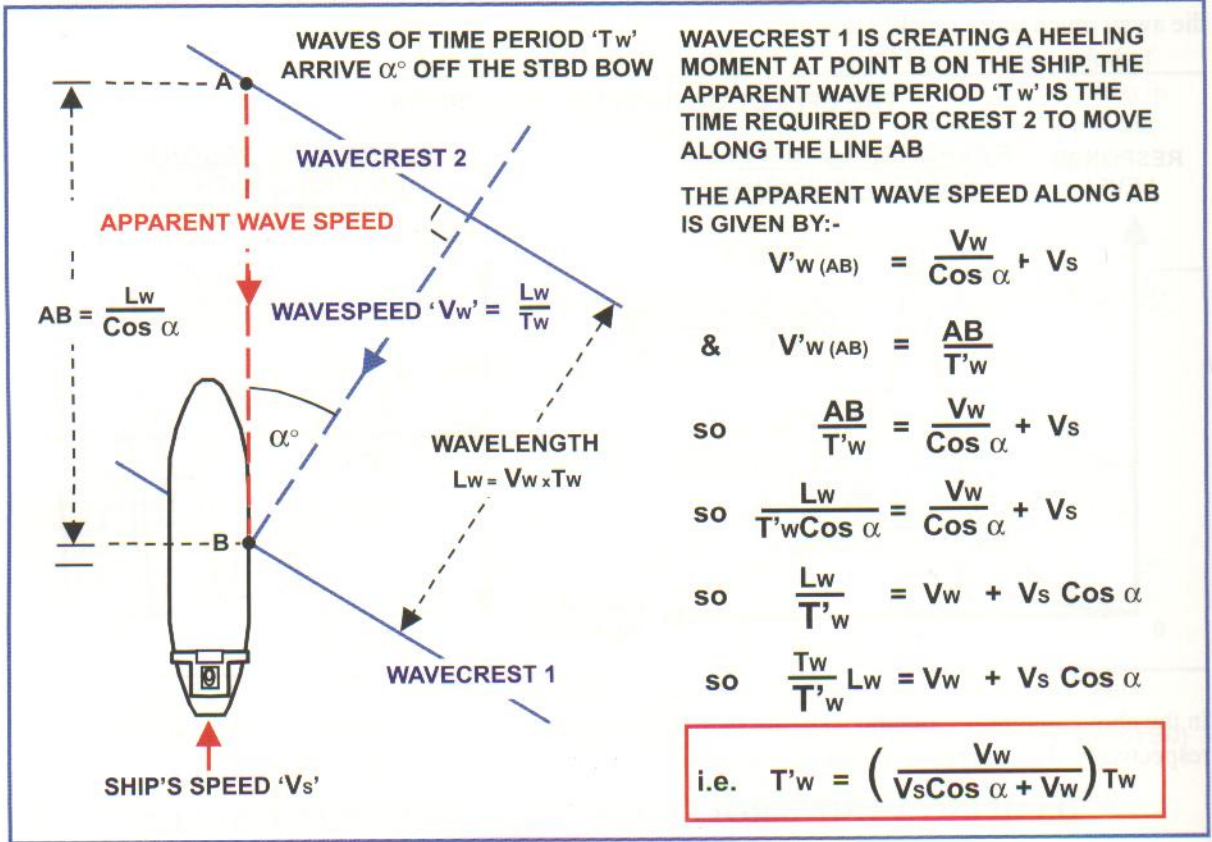 WAVES OF TIME PERIOD ‘Tw’
ARRIVE α° OFF THE STBD BOW
A
WAVECREST 2
APPARENT WAVE SPEED
AB = Lw / Cos α
WAVESPEED ‘Vw’ = Lw / Tw
α°
WAVELENGTH
Lw = Vw x Tw
B
WAVECREST 1
SHIP'S SPEED ‘Vs’
WAVECREST 1 IS CREATING A HEELING
MOMENT AT POINT B ON THE SHIP. THE
APPARENT WAVE PERIOD ‘T w’ IS THE
TIME REQUIRED FOR CREST 2 TO MOVE
ALONG THE LINE AB
THE APPARENT WAVE SPEED ALONG AB
IS GIVEN BY:-
V'w (AB) = Vw / Cos α + Vs
& V'w (AB) = AB / T'w
so AB / T'w = Vw / Cos α + Vs
so Lw / T'wCos α = Vw / Cos α + Vs
so Lw / T'w = Vw + Vs Cos α
so Tw / T'w Lw = Vw + Vs Cos α
i.e. T'w = ( Vw / VsCos α + Vw ) Tw